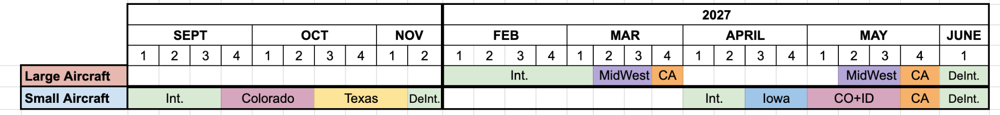 2027
SEPT OCT NOV FEB MAR APRIL MAY JUNE
1 2 3 4 1 2 3 4 1 2 1 2 3 4 1 2 3 4 1 2 3 4 1 2 3 4 1
Large Aircraft Int. MidWest CA MidWest CA DeInt.
Small Aircraft Int. Colorado Texas DeInt. Int. Iowa CO+ID CA DeInt.